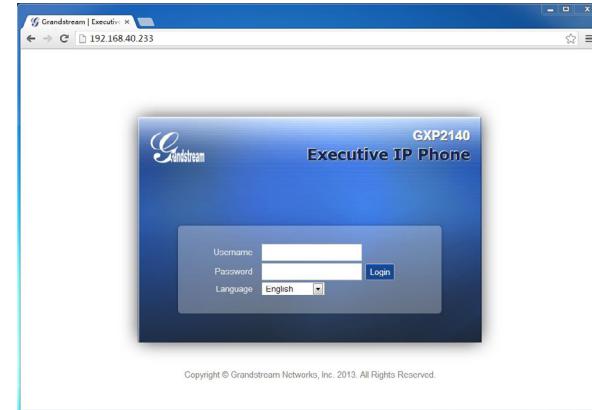 Grandstream | Executiv
192.168.40.233
Grandstream
GXP2140
Executive IP Phone
Username
Password
Login
Language
English
Copyright © Grandstream Networks, Inc. 2013. All Rights Reserved.